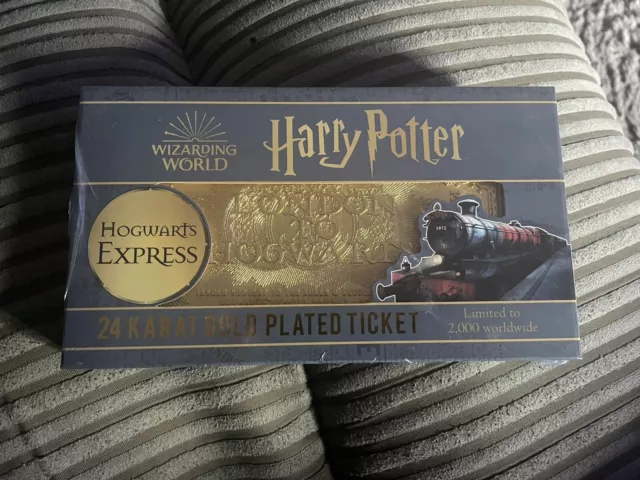 WIZARDING
WORLD
Harry Potter
HOGWARTS
EXPRESS
LONDON
TO
HOGWARTS
5972
24 KARAT GOLD PLATED TICKET
Limited to
2,000 worldwide